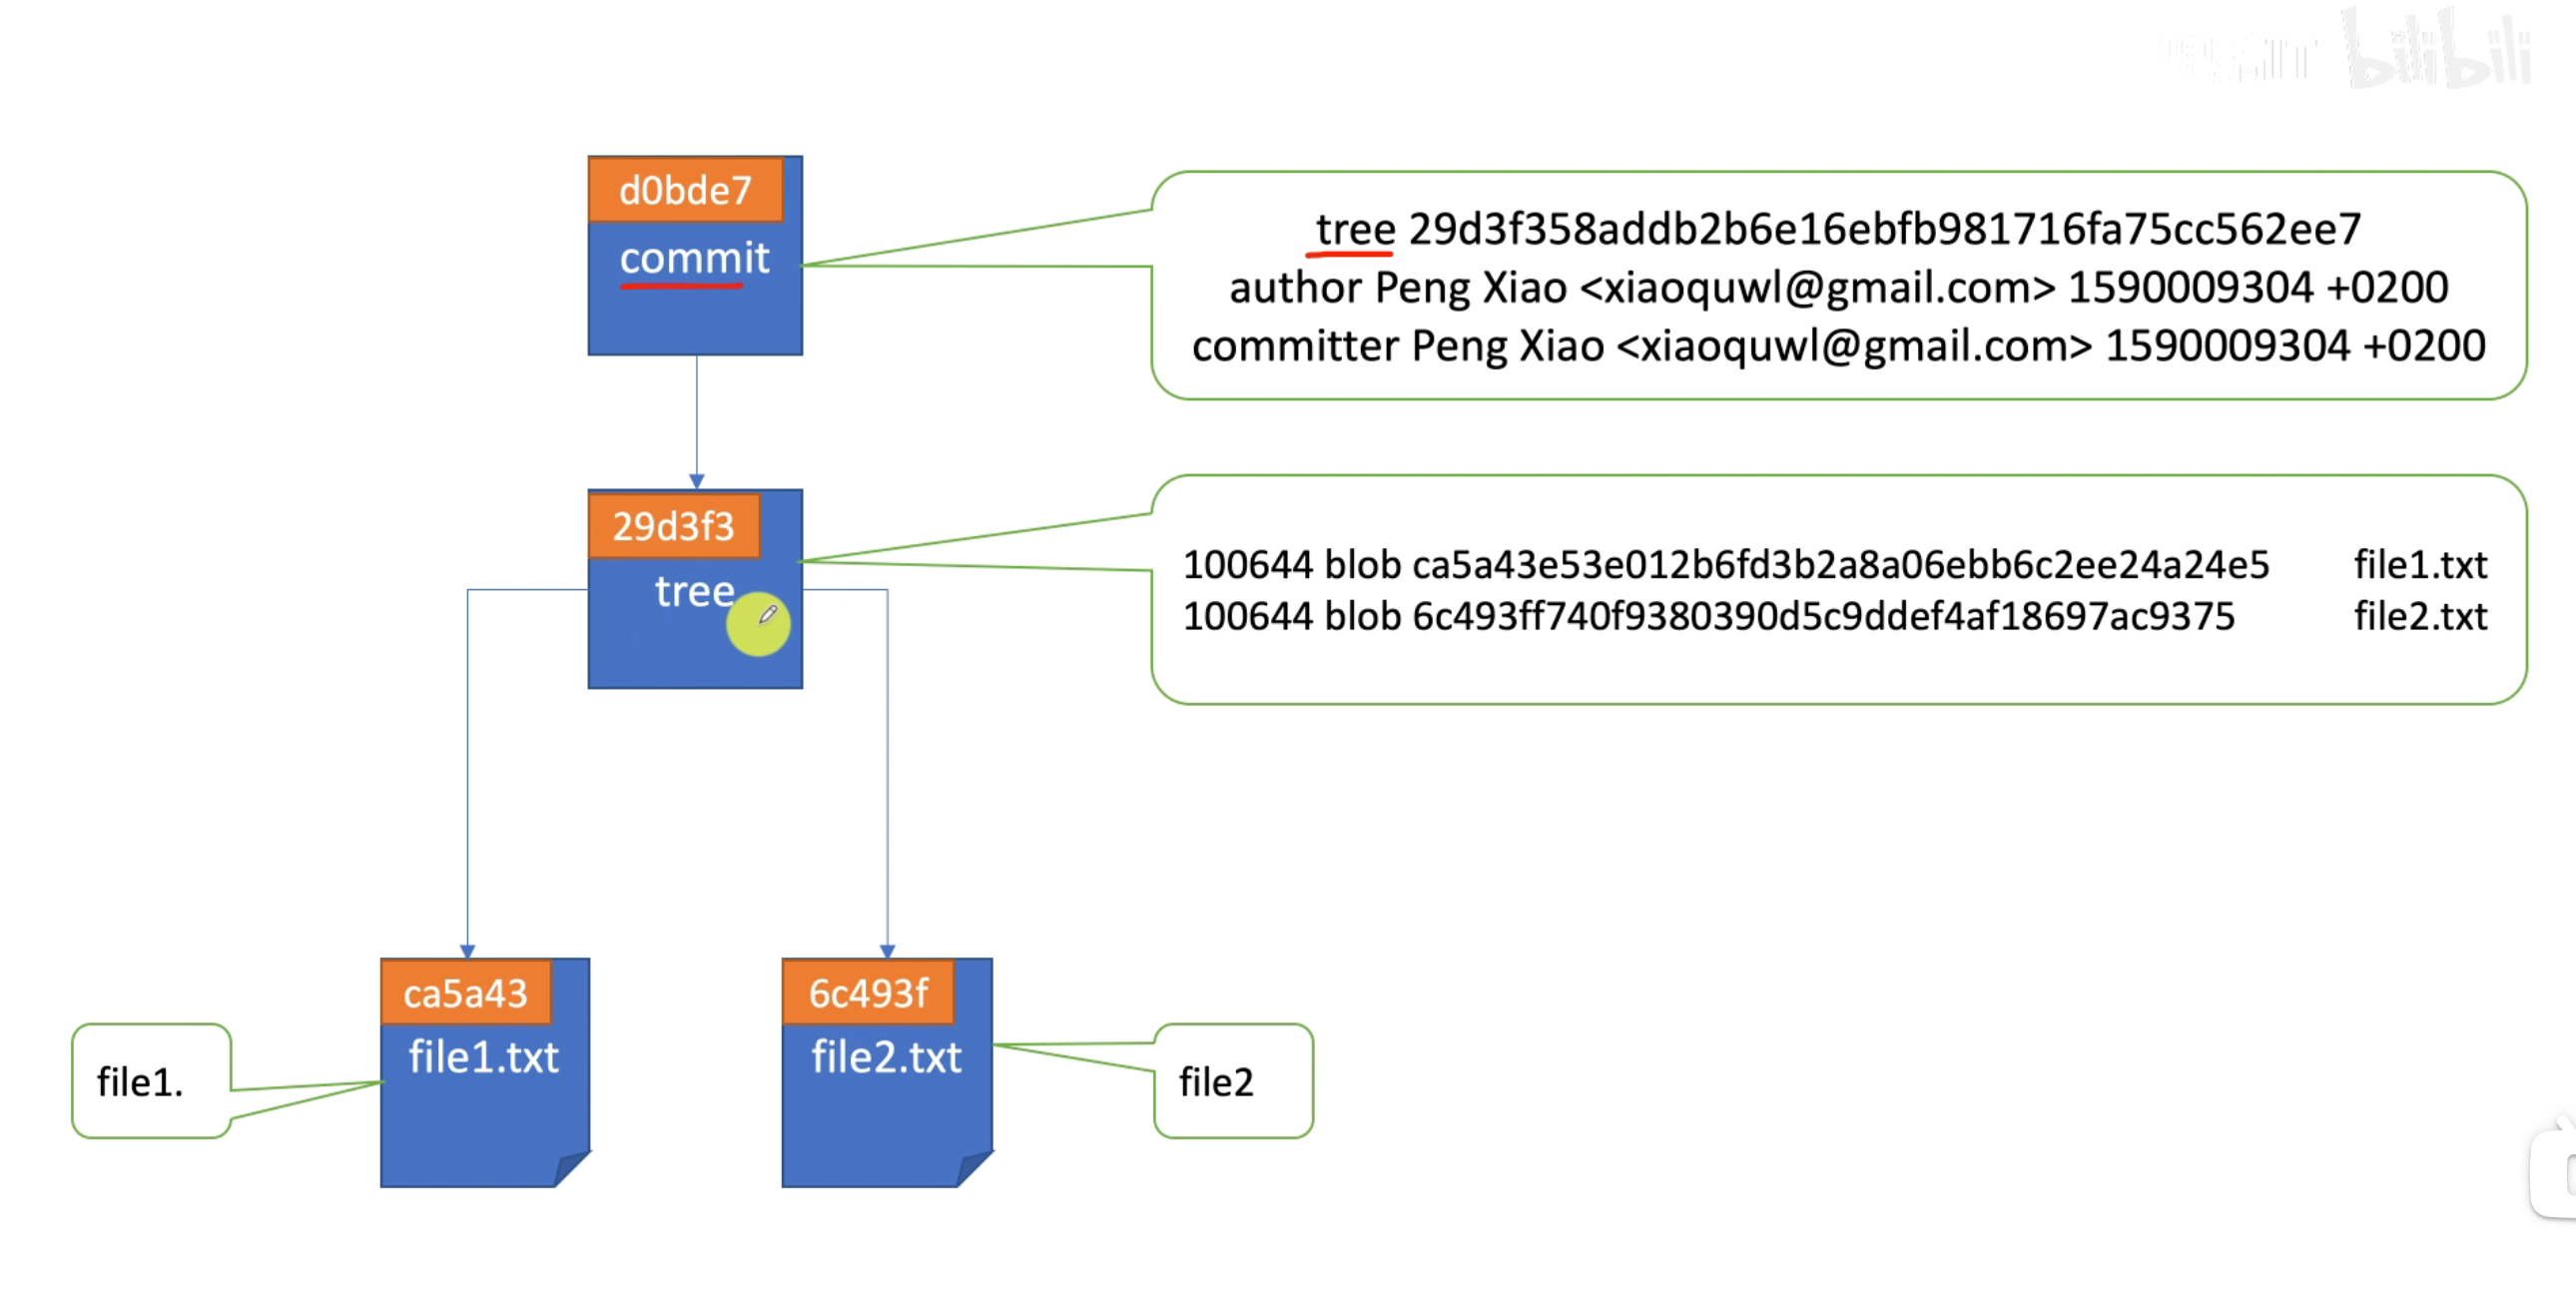 bilibili
d0bde7
commit
tree 29d3f358addb2b6e16ebfb981716fa75cc562ee7
author Peng Xiao <xiaoquwl@gmail.com> 1590009304 +0200
committer Peng Xiao <xiaoquwl@gmail.com> 1590009304 +0200
29d3f3
tree
100644 blob ca5a43e53e012b6fd3b2a8a06ebb6c2ee24a24e5 file1.txt
100644 blob 6c493ff740f9380390d5c9ddef4af18697ac9375 file2.txt
ca5a43
file1.txt
file1.
6c493f
file2.txt
file2